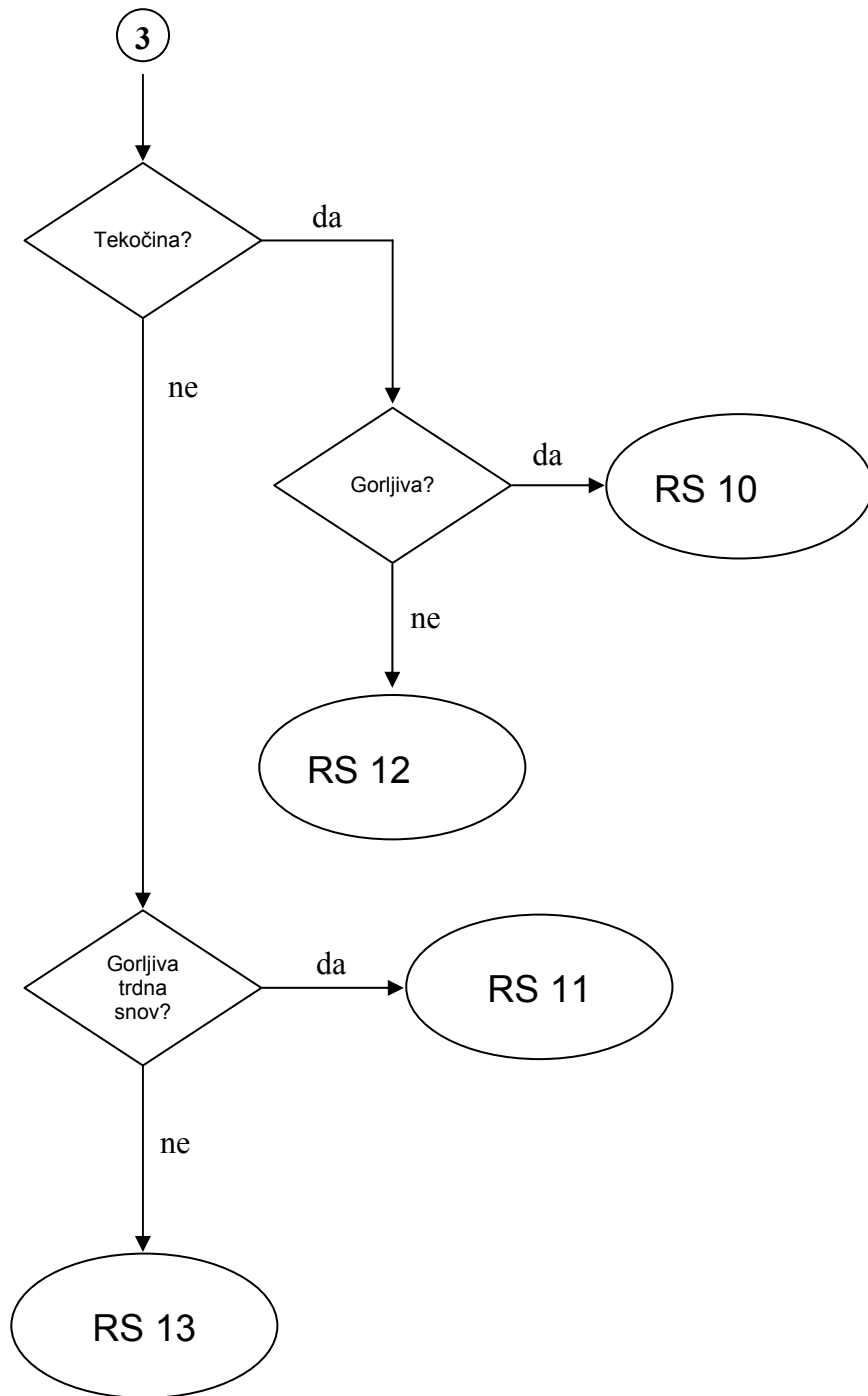 3
Tekočina?
da
ne
Gorljiva?
da
RS 10
ne
RS 12
Gorljiva
trdna
snov?
da
RS 11
ne
RS 13